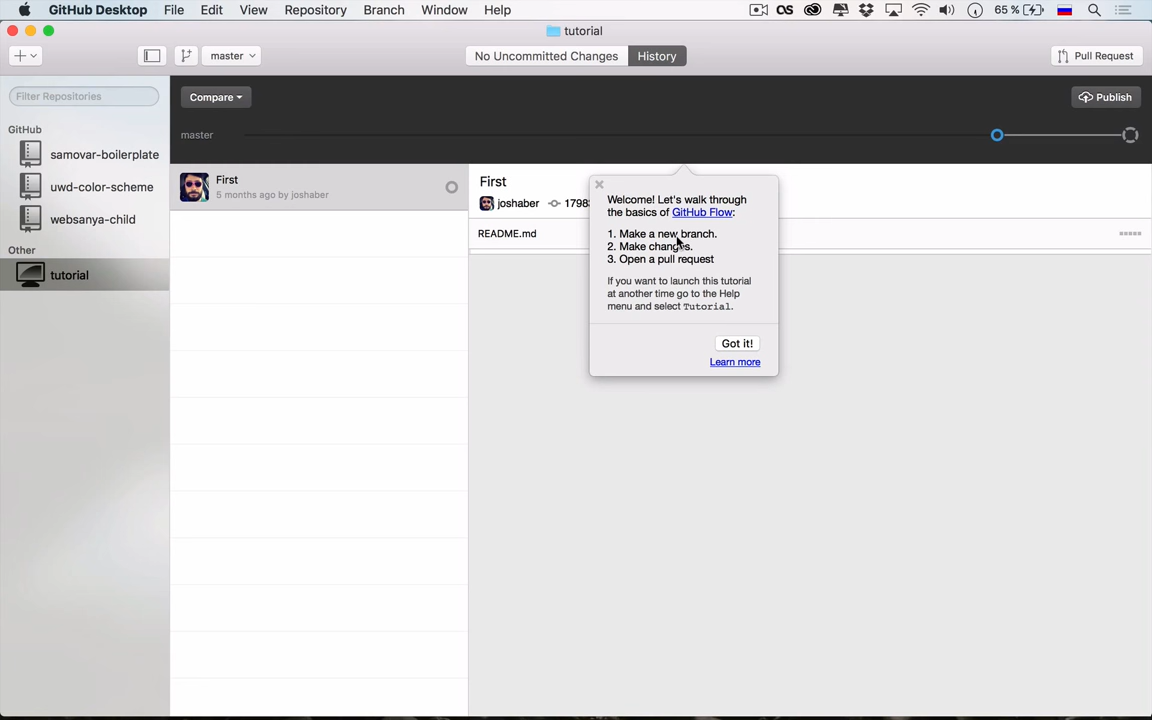 GitHub Desktop File Edit View Repository Branch Window Help 65 %
tutorial
master No Uncommitted Changes History Pull Request
Filter Repositories
Compare Publish
master
GitHub
samovar-boilerplate
uwd-color-scheme
websanya-child
Other
tutorial
First
5 months ago by joshaber
First
joshaber 1798
README.md
Welcome! Let's walk through
the basics of GitHub Flow:
1. Make a new branch.
2. Make changes.
3. Open a pull request
If you want to launch this tutorial
at another time go to the Help
menu and select Tutorial.
Got it!
Learn more